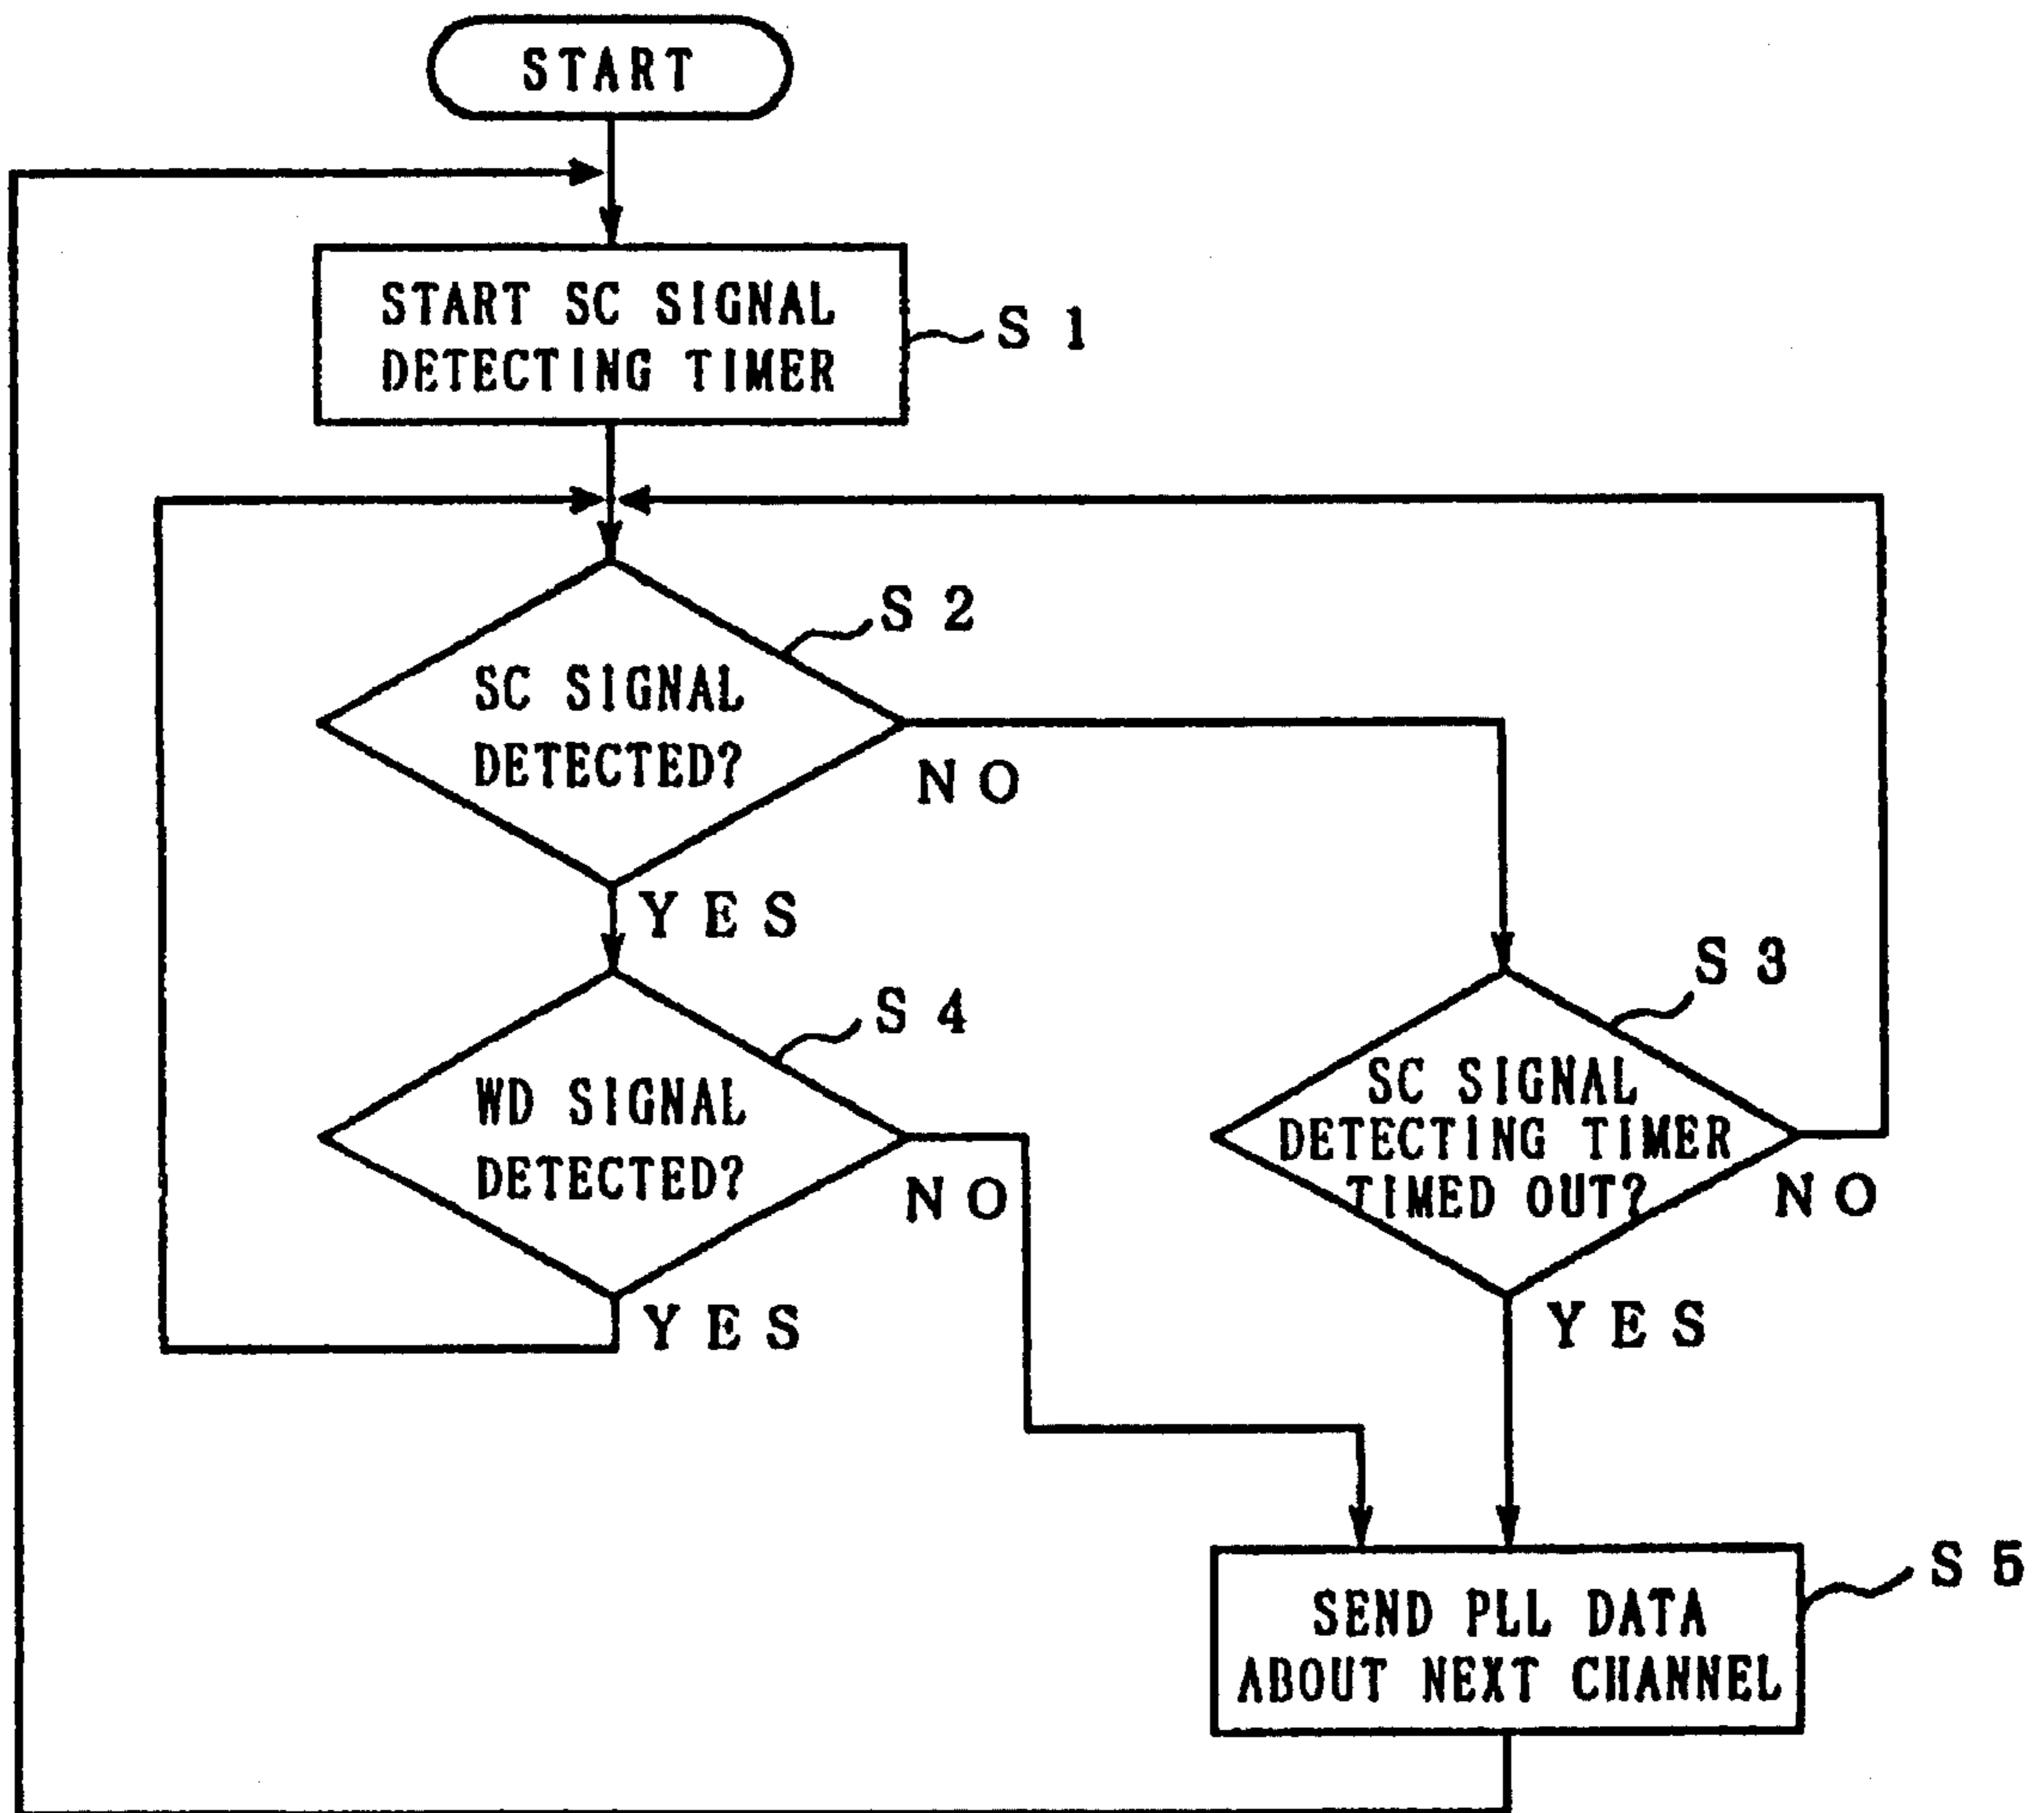 START
START SC SIGNAL
DETECTING TIMER
S 1
S 2
SC SIGNAL
DETECTED?
NO
YES
S 3
S 4
WD SIGNAL
DETECTED?
NO
YES
SC SIGNAL
DETECTING TIMER
TIMED OUT?
NO
YES
S 5
SEND PLL DATA
ABOUT NEXT CHANNEL